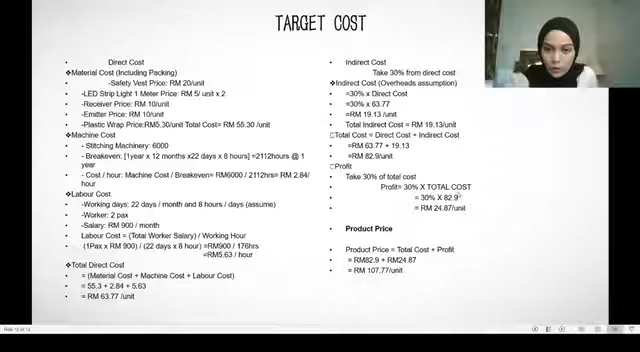 TARGET COST
Direct Cost
❖Material Cost (Including Packing)
• -Safety Vest Price: RM 20/unit
• -LED Strip Light 1 Meter Price: RM 5/ unit x 2
• -Receiver Price: RM 10/unit
• -Emitter Price: RM 10/unit
• -Plastic Wrap Price:RM5.30/unit Total Cost= RM 55.30 /unit
❖Machine Cost
• - Stitching Machinery: 6000
• - Breakeven: [1year x 12 months x22 days x 8 hours] =2112hours @ 1
year
• - Cost / hour: Machine Cost / Breakeven= RM6000 / 2112hrs= RM 2.84/
hour
❖Labour Cost
• -Working days: 22 days / month and 8 hours / days (assume)
• -Worker: 2 pax
• -Salary: RM 900 / month
• Labour Cost = (Total Worker Salary) / Working Hour
• (1Pax x RM 900) / (22 days x 8 hour) =RM900 / 176hrs
=RM5.63 / hour
❖Total Direct Cost
• = (Material Cost + Machine Cost + Labour Cost)
• = 55.3 + 2.84 + 5.63
• = RM 63.77 /unit
• Indirect Cost
Take 30% from direct cost
❖Indirect Cost (Overheads assumption)
• =30% x Direct Cost
• =30% x 63.77
• =RM 19.13 /unit
• Total Indirect Cost = RM 19.13/unit
□Total Cost = Direct Cost + Indirect Cost
• =RM 63.77 + 19.13
• =RM 82.9/unit
□Profit
• Take 30% of total cost
• Profit= 30% X TOTAL COST
• = 30% X 82.9
• = RM 24.87/unit
• Product Price
• Product Price = Total Cost + Profit
• = RM82.9 + RM24.87
• = RM 107.77/unit